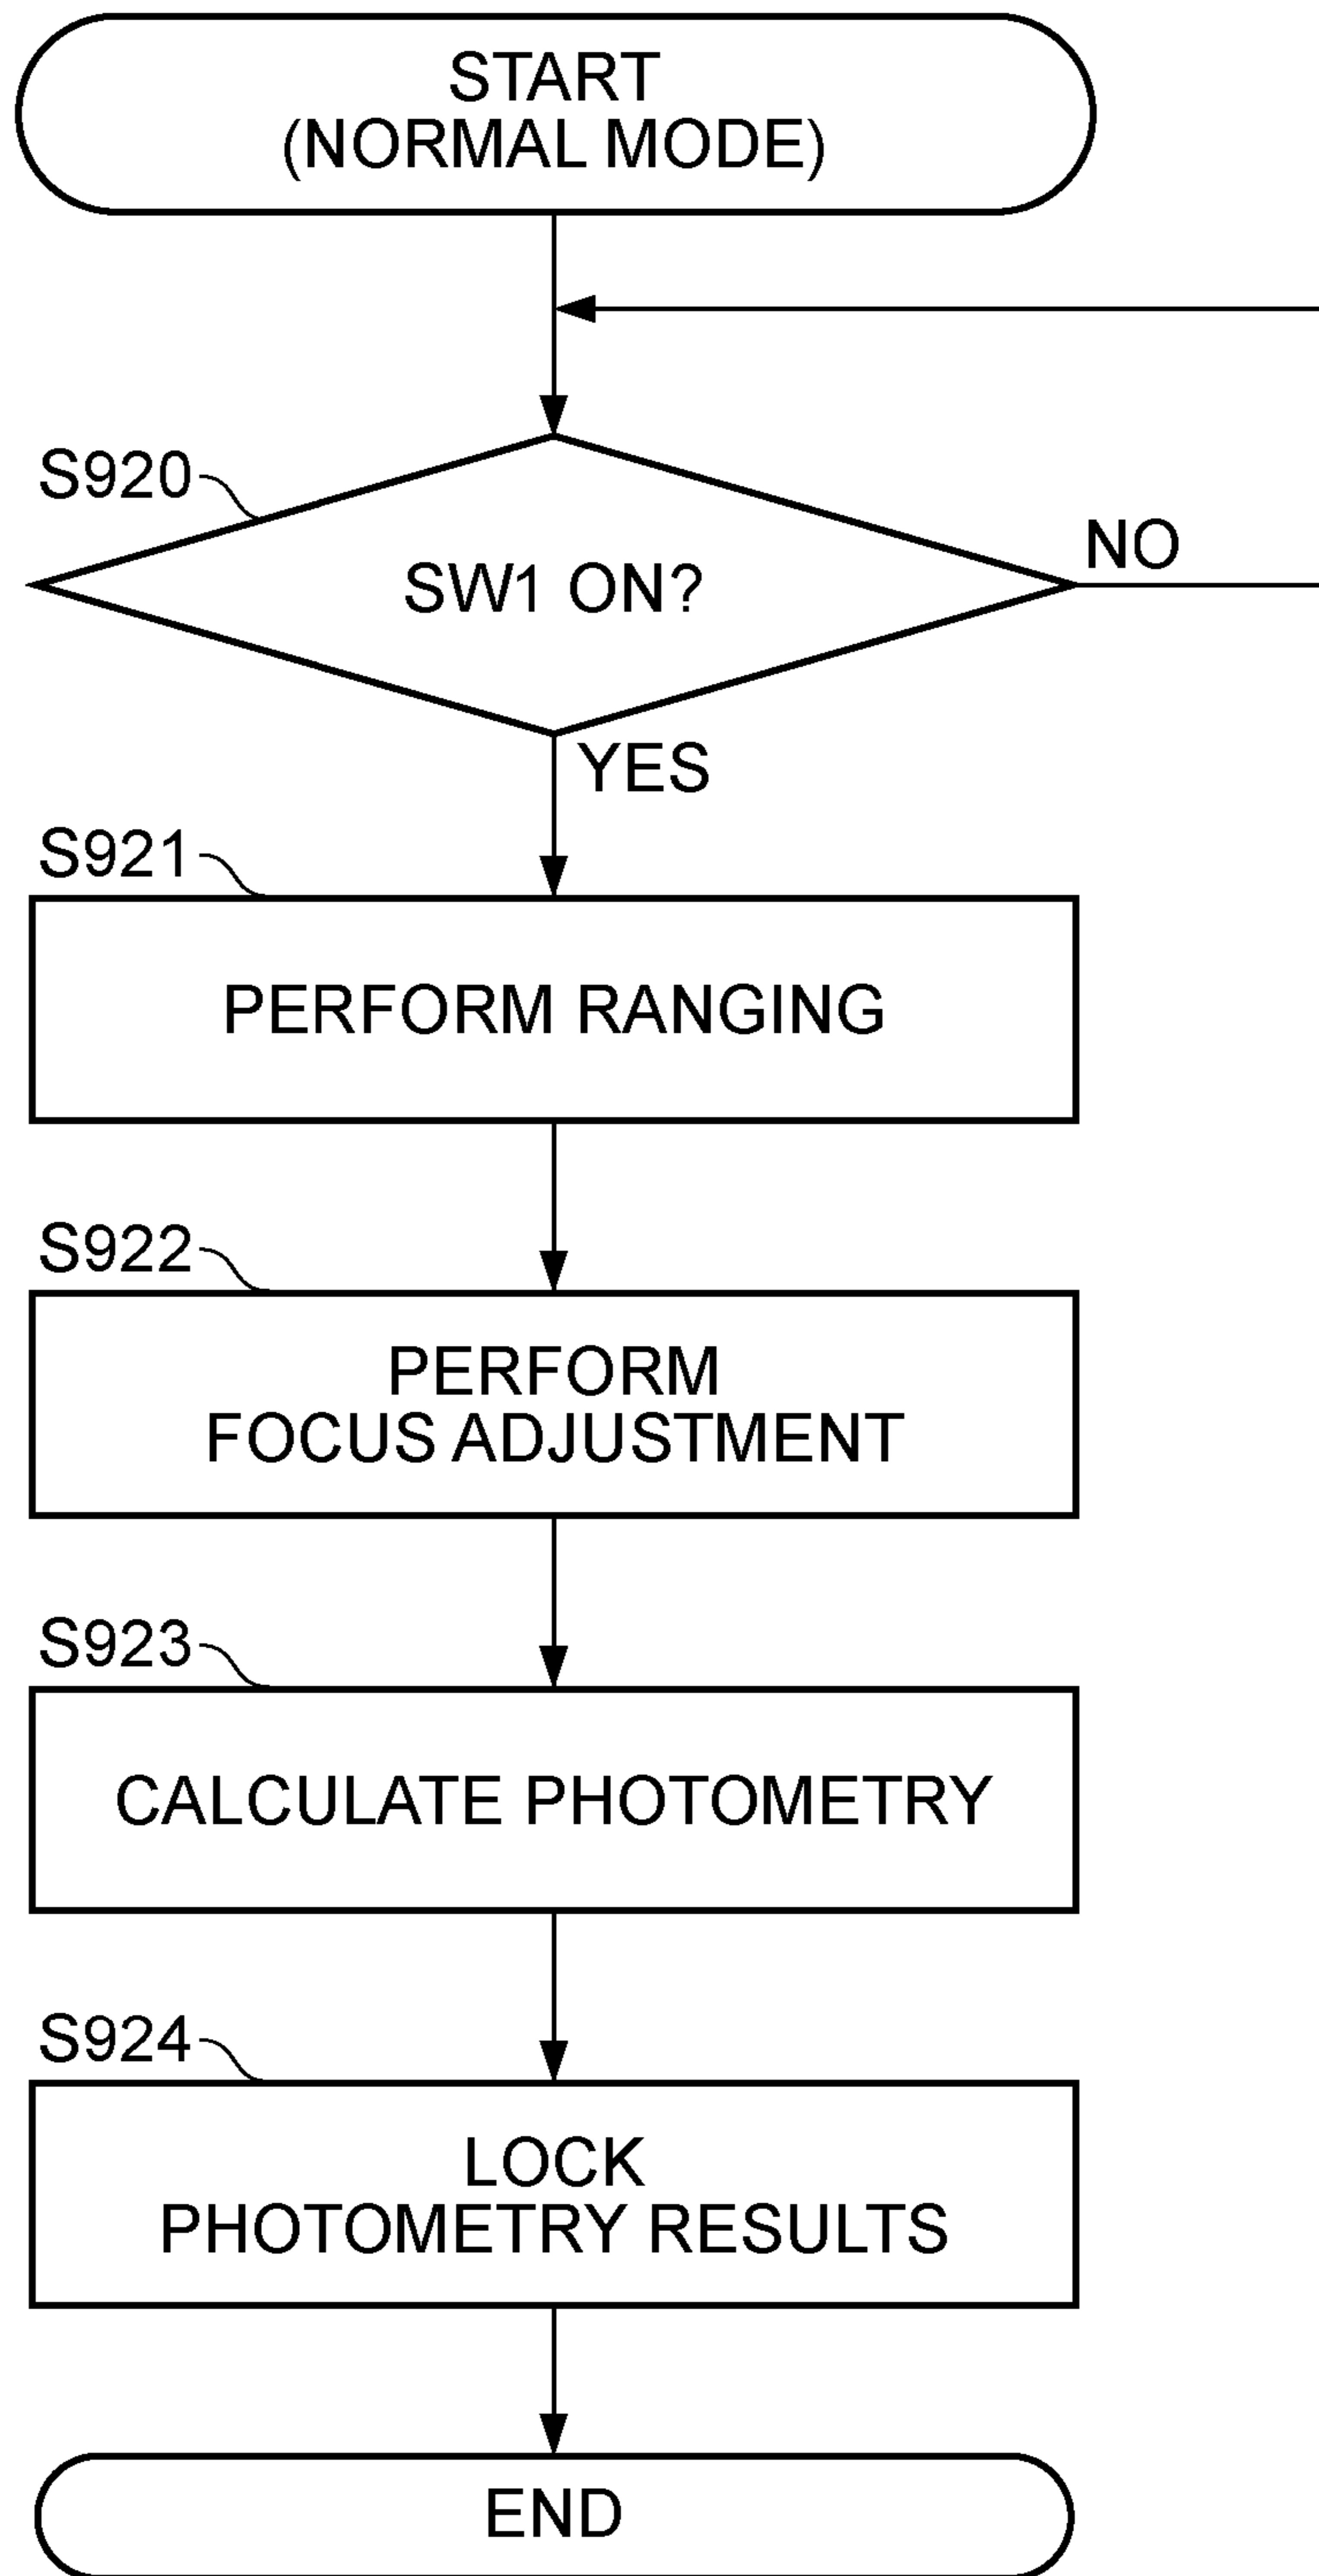 START
(NORMAL MODE)
S920
SW1 ON?
NO
YES
S921
PERFORM RANGING
S922
PERFORM
FOCUS ADJUSTMENT
S923
CALCULATE PHOTOMETRY
S924
LOCK
PHOTOMETRY RESULTS
END